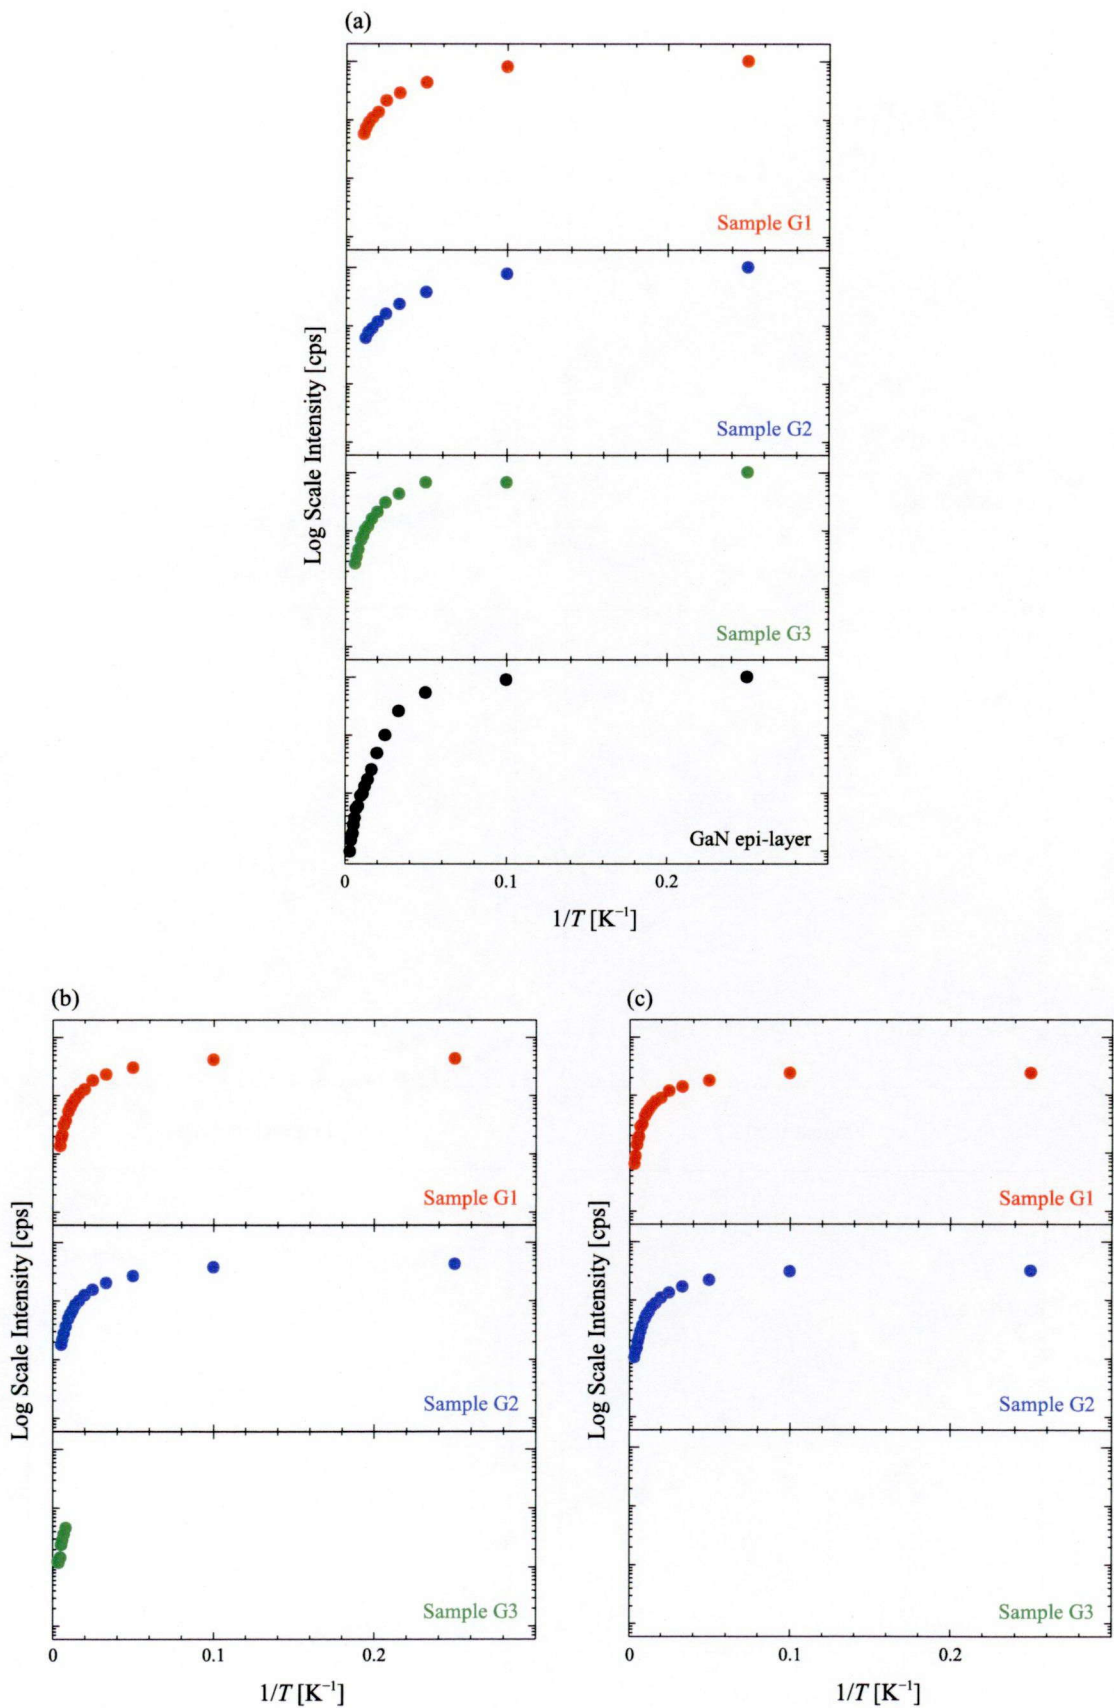 (a)
Log Scale Intensity [cps]
Sample G1
Sample G2
Sample G3
GaN epi-layer
0
0.1
0.2
1/T [K⁻¹]
(b)
Log Scale Intensity [cps]
Sample G1
Sample G2
Sample G3
0
0.1
0.2
1/T [K⁻¹]
(c)
Log Scale Intensity [cps]
Sample G1
Sample G2
Sample G3
0
0.1
0.2
1/T [K⁻¹]